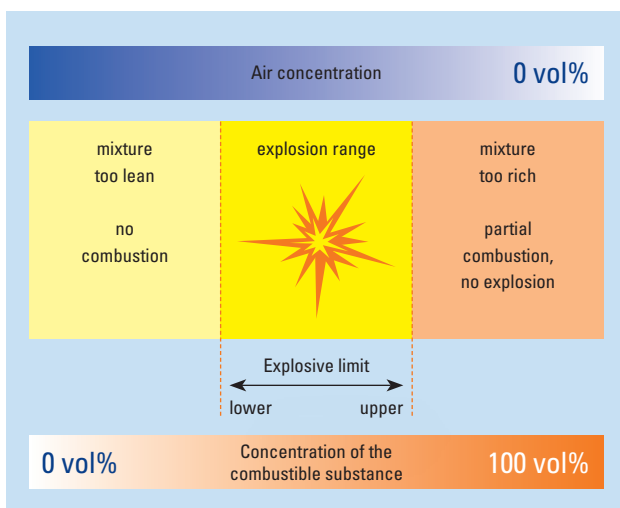 Air concentration
0 vol%
mixture
too lean
no
combustion
explosion range
mixture
too rich
partial
combustion,
no explosion
Explosive limit
lower
upper
0 vol%
Concentration of the
combustible substance
100 vol%